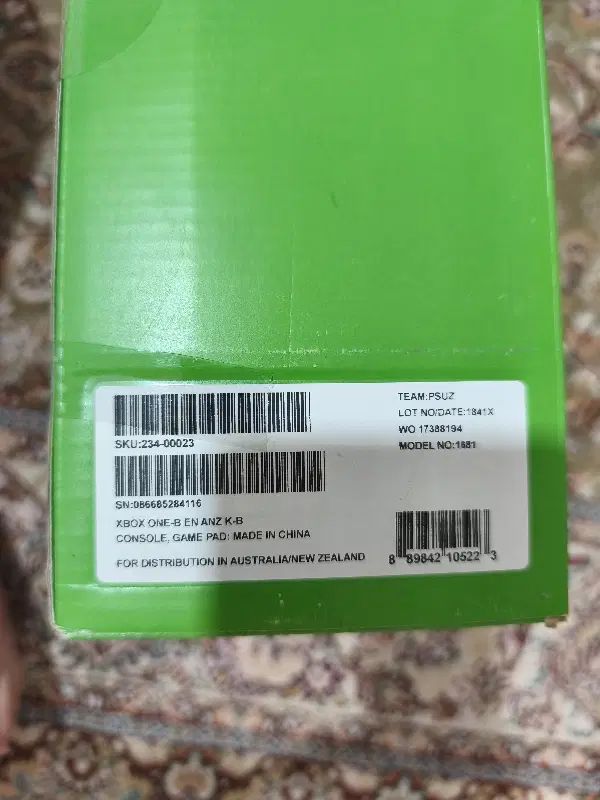 SKU:234-00023
SN:086685284116
XBOX ONE-B EN ANZ K-B
CONSOLE, GAME PAD: MADE IN CHINA
FOR DISTRIBUTION IN AUSTRALIA/NEW ZEALAND
TEAM:PSUZ
LOT NO/DATE:1841X
WO 17388194
MODEL NO:1681
8 89842 10522 3